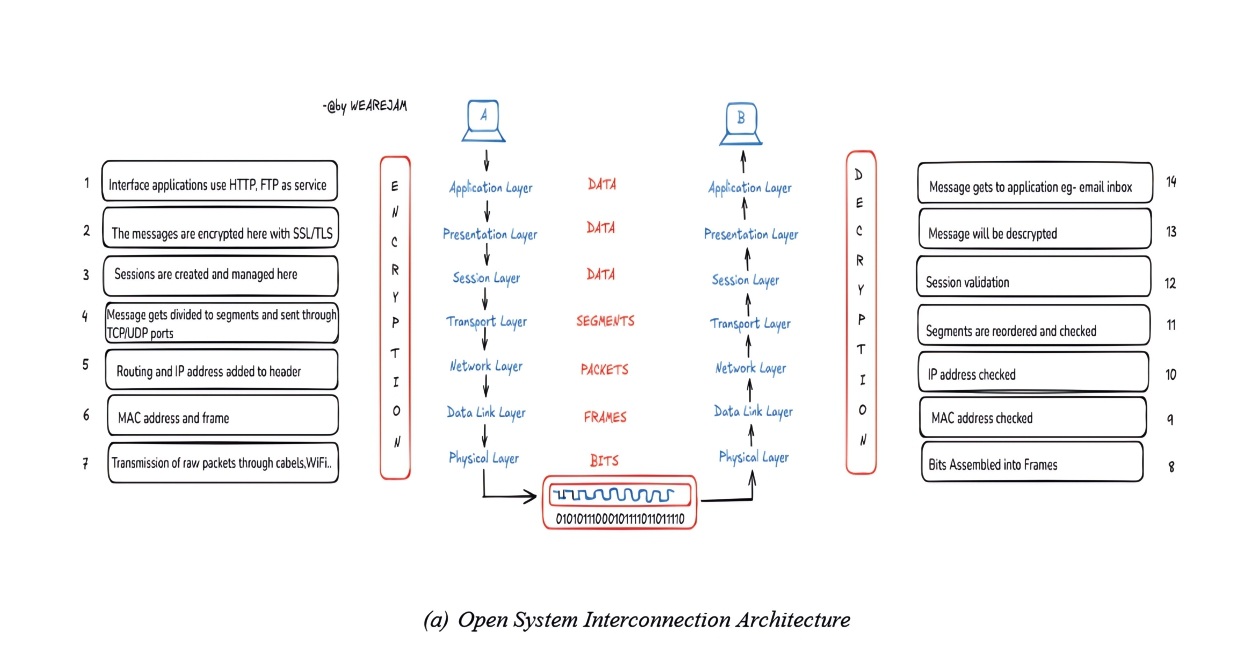 -@by WEAREJAM
A
B
1
Interface applications use HTTP, FTP as service
2
The messages are encrypted here with SSL/TLS
3
Sessions are created and managed here
4
Message gets divided to segments and sent through
TCP/UDP ports
5
Routing and IP address added to header
6
MAC address and frame
7
Transmission of raw packets through cabels,WiFi..
ENCRYPTION
Application Layer
Presentation Layer
Session Layer
Transport Layer
Network Layer
Data Link Layer
Physical Layer
DATA
DATA
DATA
SEGMENTS
PACKETS
FRAMES
BITS
01010111000101111011011110
Application Layer
Presentation Layer
Session Layer
Transport Layer
Network Layer
Data Link Layer
Physical Layer
DECRYPTION
Message gets to application eg- email inbox
14
Message will be descrypted
13
Session validation
12
Segments are reordered and checked
11
IP address checked
10
MAC address checked
9
Bits Assembled into Frames
8
(a) Open System Interconnection Architecture